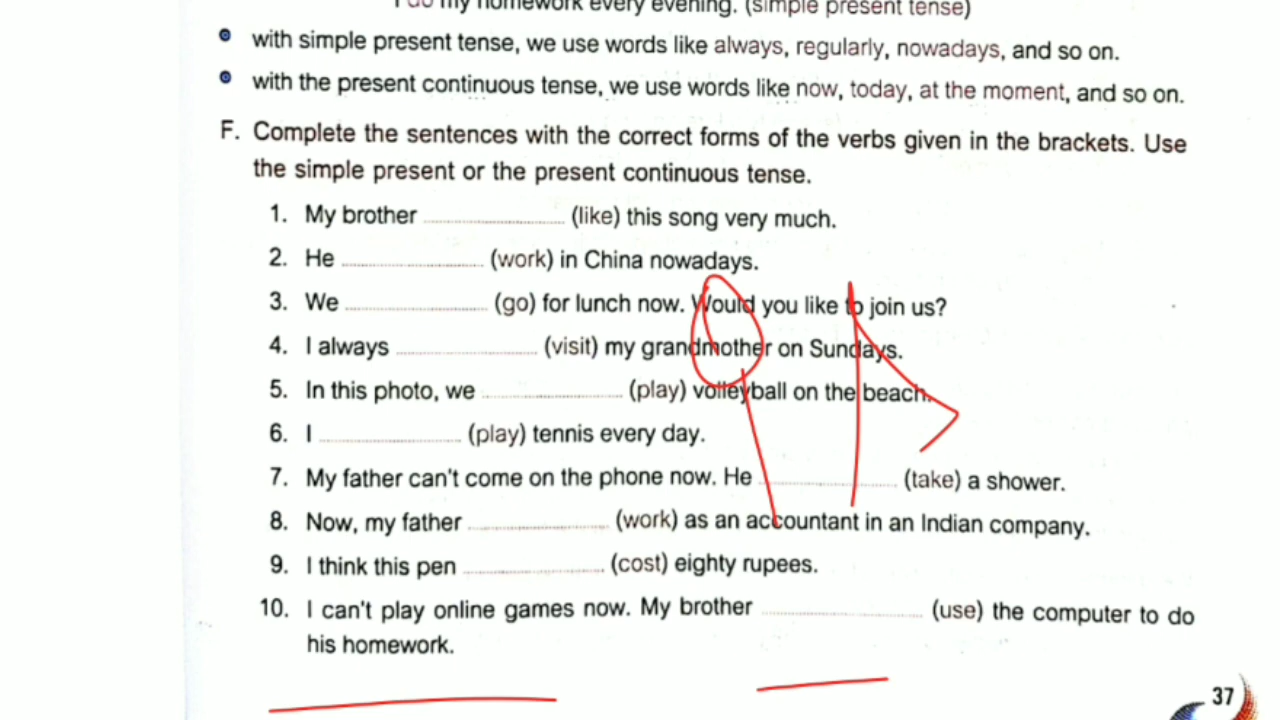 I do my homework every evening. (simple present tense)
with simple present tense, we use words like always, regularly, nowadays, and so on.
with the present continuous tense, we use words like now, today, at the moment, and so on.
F. Complete the sentences with the correct forms of the verbs given in the brackets. Use
the simple present or the present continuous tense.
1. My brother ........................ (like) this song very much.
2. He ........................ (work) in China nowadays.
3. We ........................ (go) for lunch now. Would you like to join us?
4. I always ........................ (visit) my grandmother on Sundays.
5. In this photo, we ........................ (play) volleyball on the beach.
6. I ........................ (play) tennis every day.
7. My father can't come on the phone now. He ........................ (take) a shower.
8. Now, my father ........................ (work) as an accountant in an Indian company.
9. I think this pen ........................ (cost) eighty rupees.
10. I can't play online games now. My brother ........................ (use) the computer to do
his homework.
37